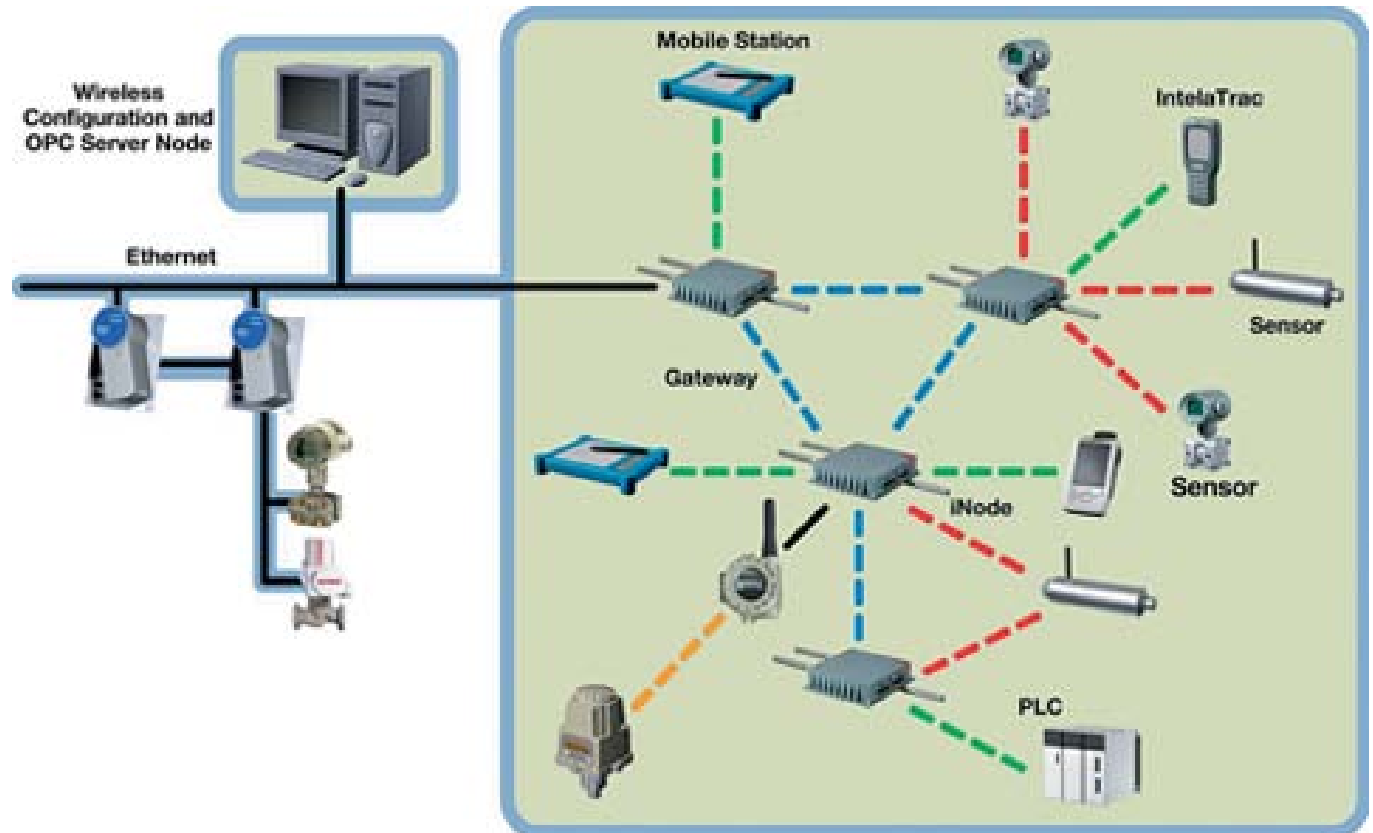 Mobile Station
Wireless
Configuration and
OPC Server Node
IntelaTrac
Ethernet
Sensor
Gateway
Sensor
iNode
PLC